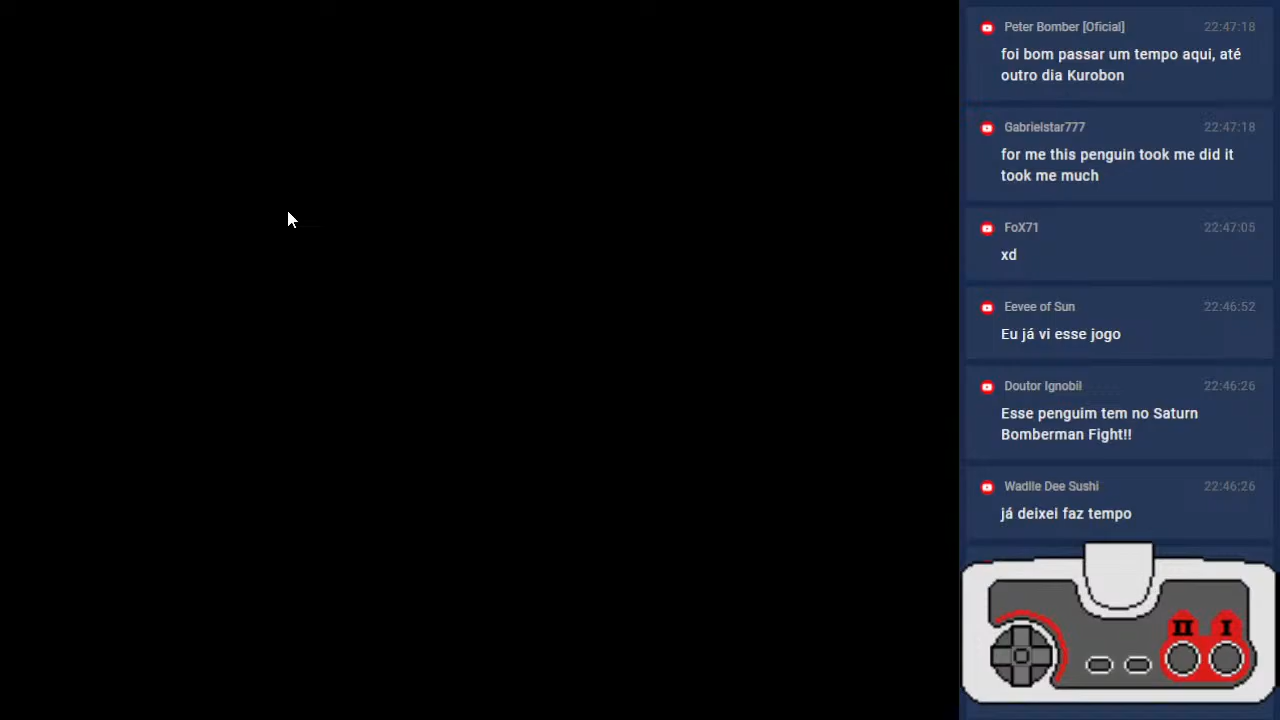 Peter Bomber [Oficial] 22:47:18
foi bom passar um tempo aqui, até
outro dia Kurobon
Gabrielstar777 22:47:18
for me this penguin took me did it
took me much
FoX71 22:47:05
xd
Eevee of Sun 22:46:52
Eu já vi esse jogo
Doutor Ignobil 22:46:26
Esse penguim tem no Saturn
Bomberman Fight!!
Wadlle Dee Sushi 22:46:26
já deixei faz tempo
II I